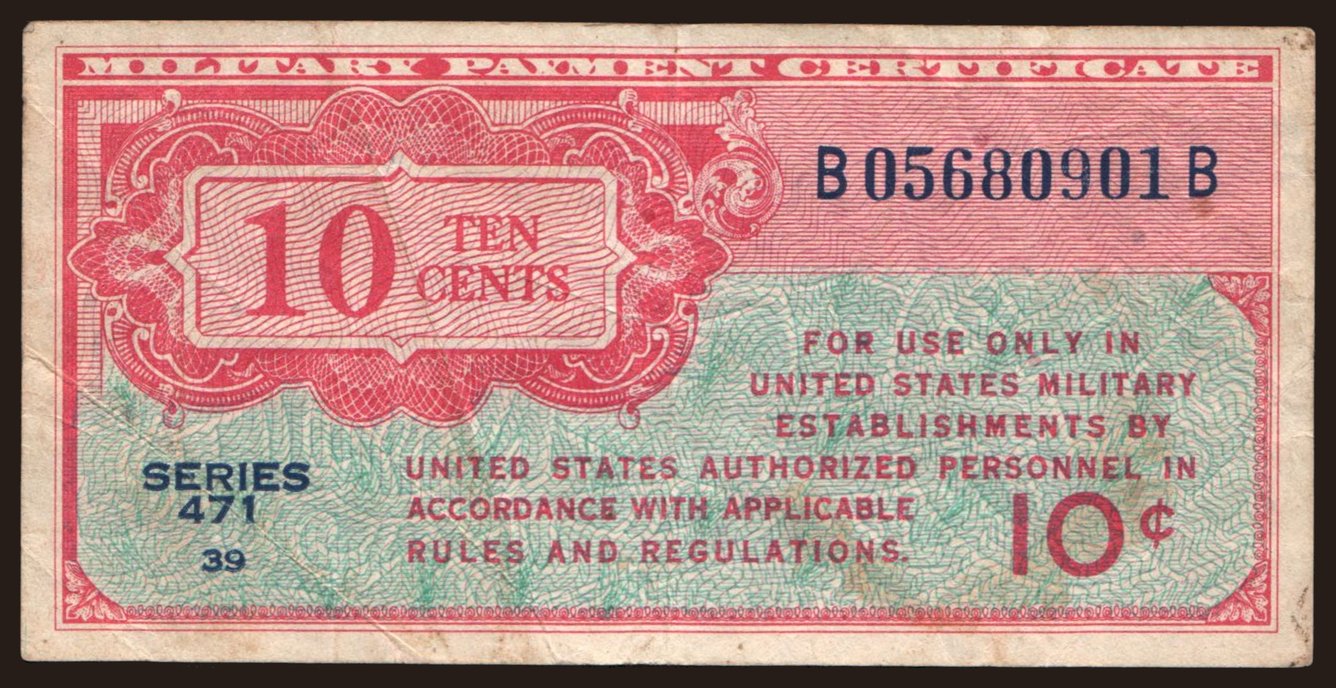 MILITARY PAYMENT CERTIFICATE
B05680901B
10 TEN
CENTS
FOR USE ONLY IN
UNITED STATES MILITARY
ESTABLISHMENTS BY
UNITED STATES AUTHORIZED PERSONNEL IN
ACCORDANCE WITH APPLICABLE
RULES AND REGULATIONS.
10¢
SERIES
471
39